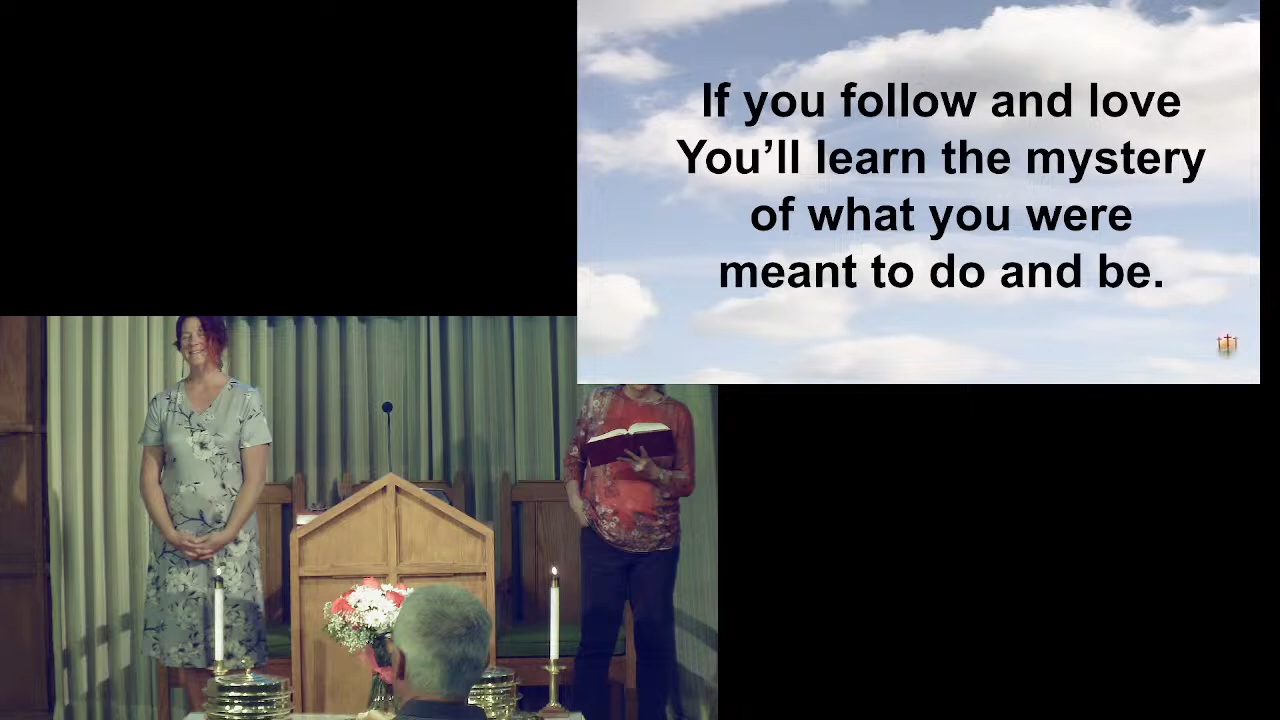 If you follow and love
You’ll learn the mystery
of what you were
meant to do and be.